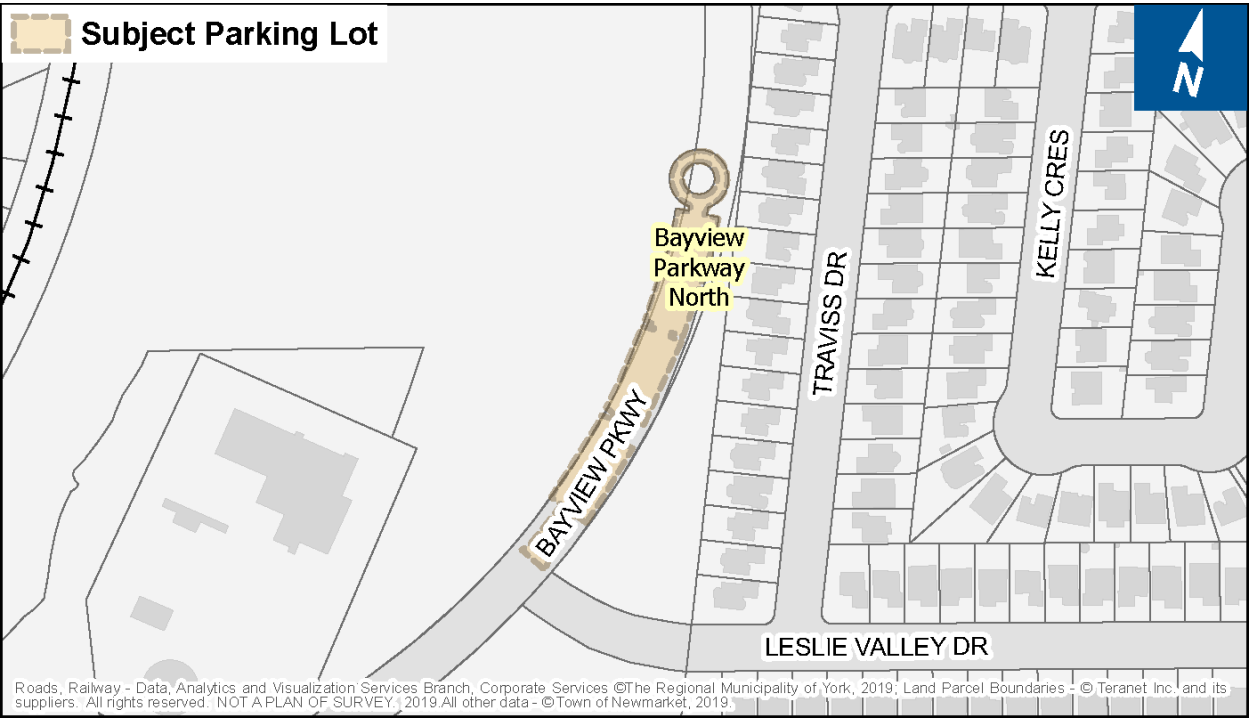 Subject Parking Lot
N
Bayview
Parkway
North
BAYVIEW PKWY
TRAVISS DR
KELLY CRES
LESLIE VALLEY DR
Roads, Railway - Data, Analytics and Visualization Services Branch, Corporate Services ©The Regional Municipality of York, 2019; Land Parcel Boundaries - © Teranet Inc. and its
suppliers. All rights reserved. NOT A PLAN OF SURVEY. 2019.All other data - ©Town of Newmarket, 2019.